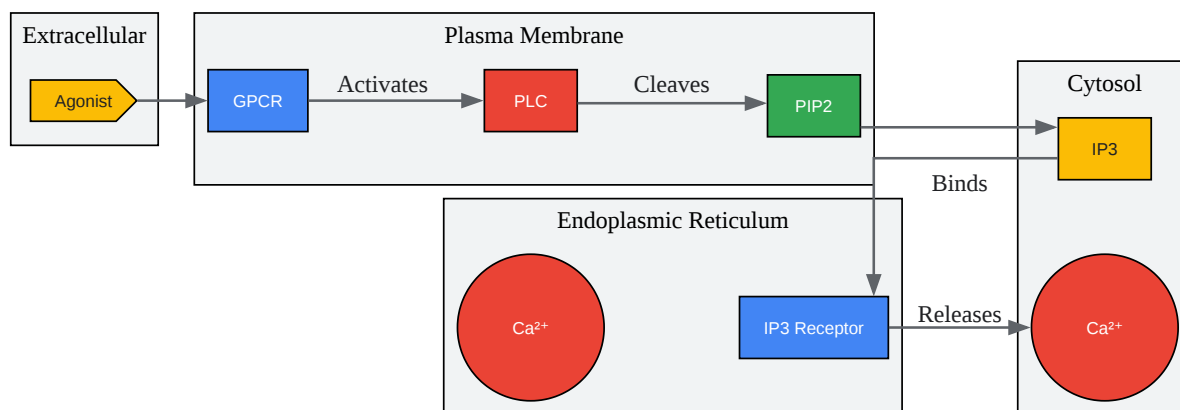 Extracellular
Plasma Membrane
Agonist
GPCR
Activates
PLC
Cleaves
PIP2
Cytosol
IP3
Binds
Endoplasmic Reticulum
Ca²⁺
IP3 Receptor
Releases
Ca²⁺